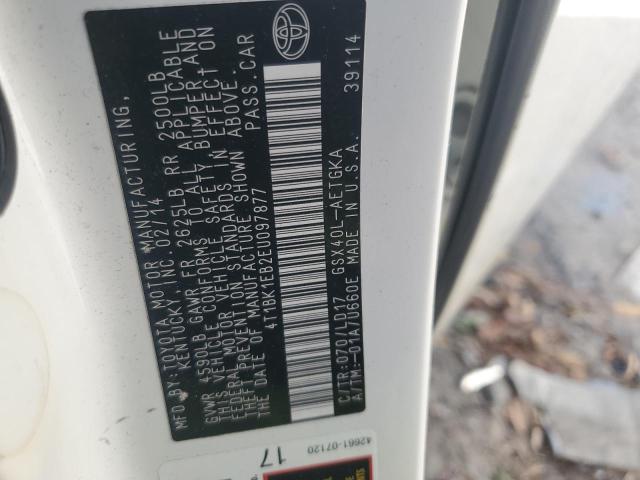 MFD.BY:TOYOTA MOTOR MANUFACTURING,
KENTUCKY, INC. 02/14
GVWR 4590LB GAWR FR 2625LB RR 2500LB
THIS VEHICLE CONFORMS TO ALL APPLICABLE
FEDERAL MOTOR VEHICLE SAFETY, BUMPER, AND
THEFT PREVENTION STANDARDS IN EFFECT ON
THE DATE OF MANUFACTURE SHOWN ABOVE.
4T1BK1EB2EU097877 PASS.CAR
C/TR:070/LD17 GSX40L-AETGKA
A/TM:-01A/U660E MADE IN U.S.A. 39114
42661-07120
17